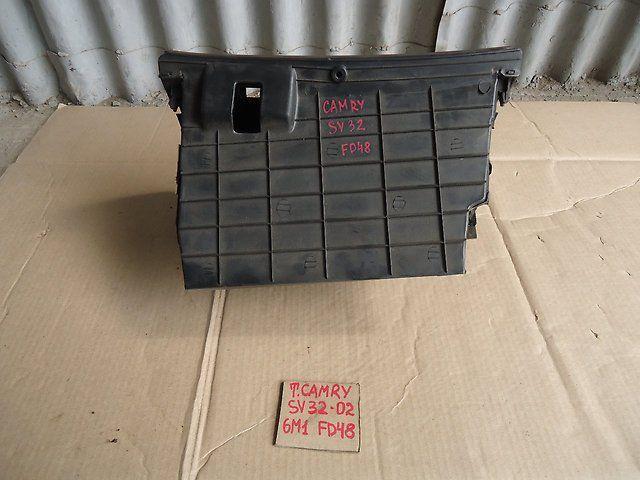 CAMRY
SV32
FD48
T.CAMRY
SV32-02
6M1 FD48